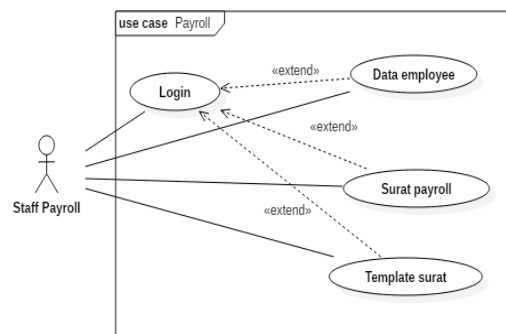 use case Payroll
«extend»
Data employee
Login
«extend»
Surat payroll
Staff Payroll
«extend»
Template surat